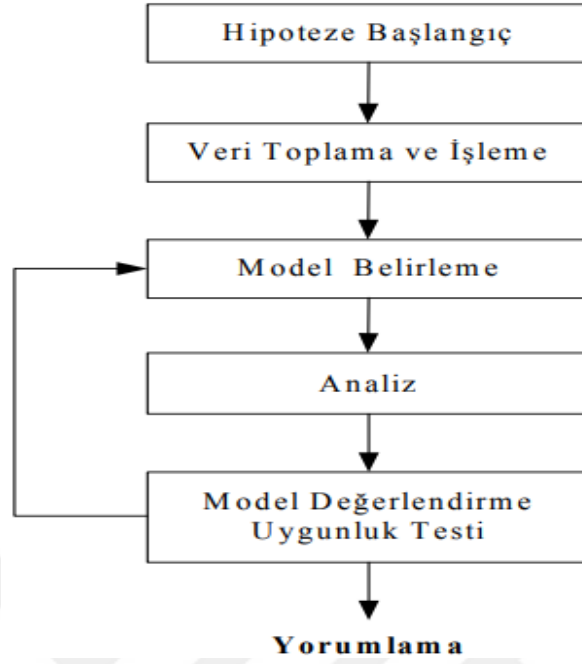 Hipoteze Başlangıç
Veri Toplama ve İşleme
Model Belirleme
Analiz
Model Değerlendirme
Uygunluk Testi
Yorumlama